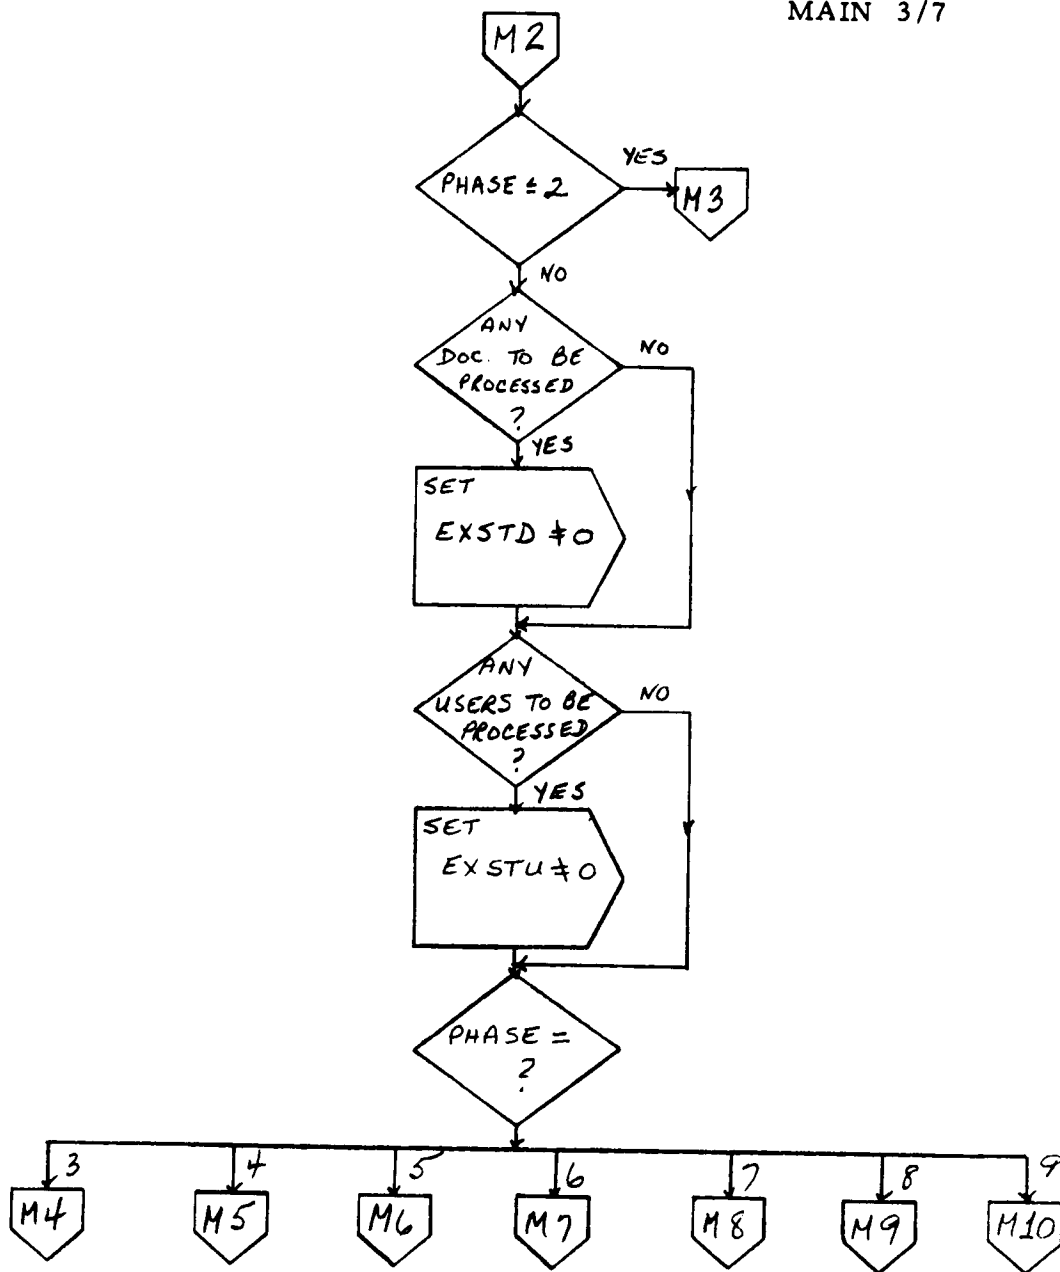 MAIN 3/7
M2
PHASE ≤ 2
YES
M3
NO
ANY
DOC. TO BE
PROCESSED
?
NO
YES
SET
EXSTD ≠ 0
ANY
USERS TO BE
PROCESSED
?
NO
YES
SET
EXSTU ≠ 0
PHASE =
?
3
4
5
6
7
8
9
M4
M5
M6
M7
M8
M9
M10